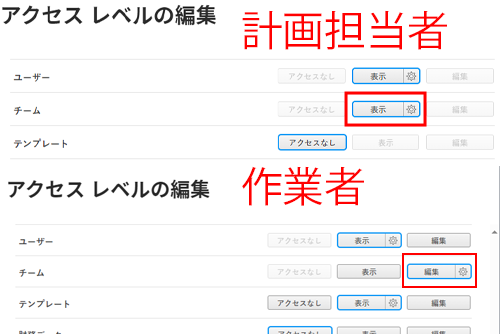 アクセス レベルの編集
計画担当者
ユーザー アクセスなし 表示 編集
チーム アクセスなし 表示 編集
テンプレート アクセスなし 表示 編集
アクセス レベルの編集
作業者
ユーザー アクセスなし 表示 編集
チーム アクセスなし 表示 編集
テンプレート アクセスなし 表示 編集
財務データ アクセスなし 表示 編集